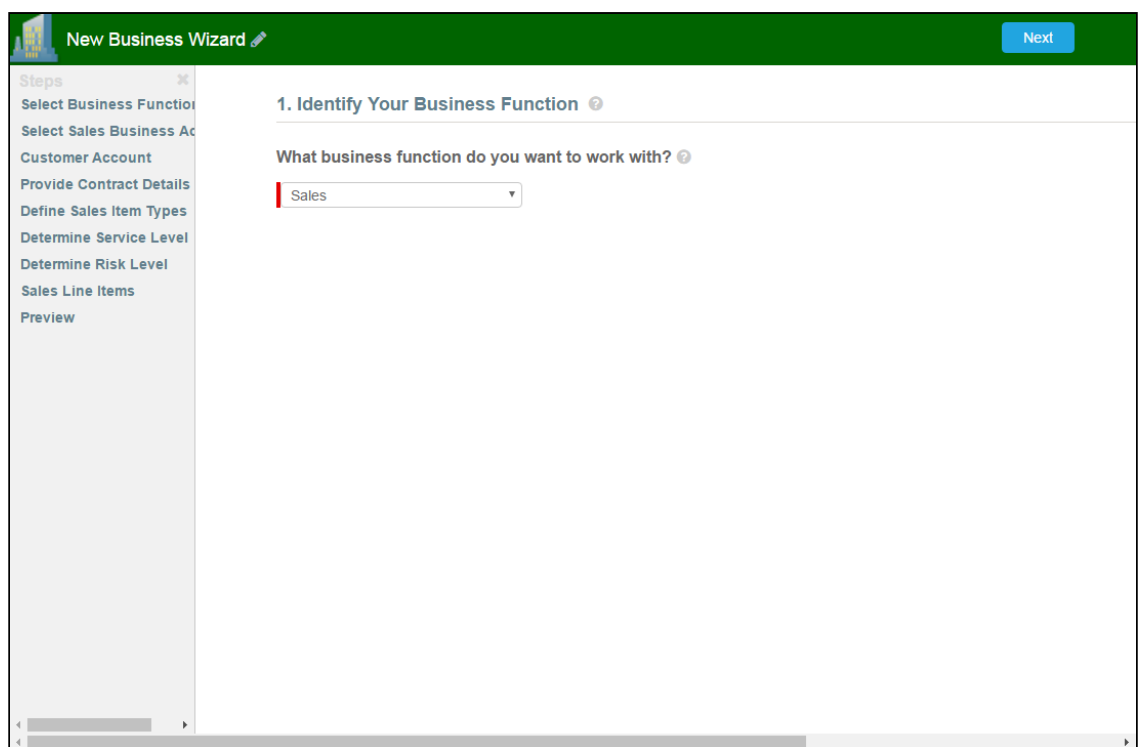 New Business Wizard
Next
Steps
Select Business Function
Select Sales Business Ac
Customer Account
Provide Contract Details
Define Sales Item Types
Determine Service Level
Determine Risk Level
Sales Line Items
Preview
1. Identify Your Business Function
What business function do you want to work with?
Sales